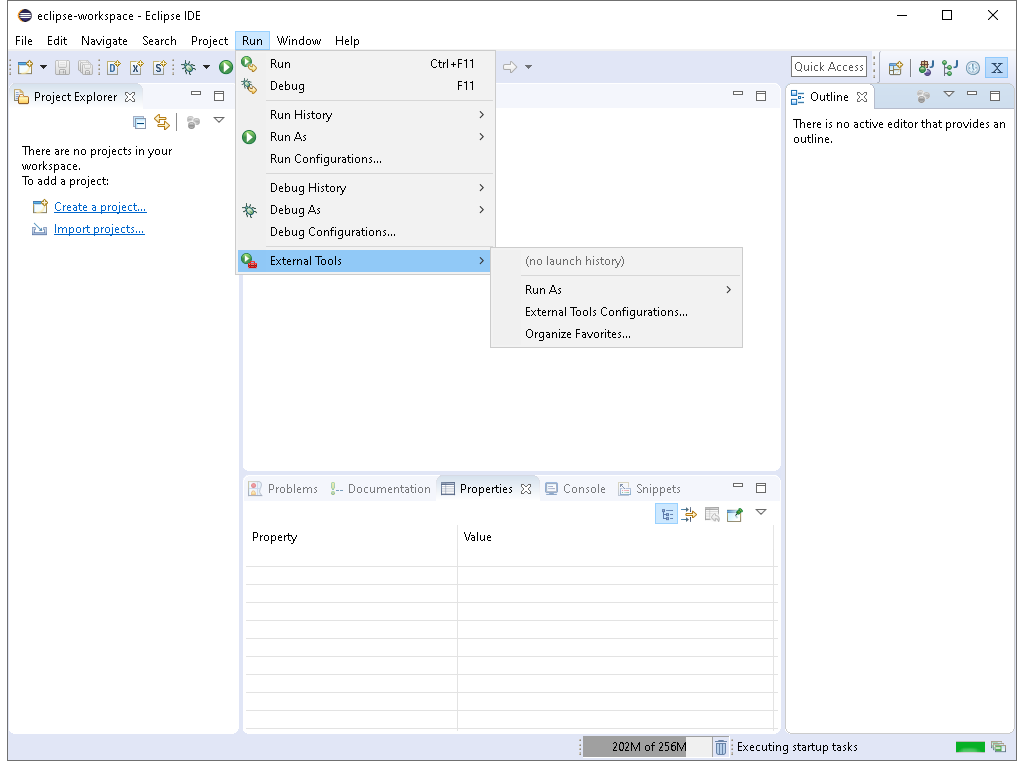 eclipse-workspace - Eclipse IDE
File Edit Navigate Search Project Run Window Help
Quick Access
Project Explorer
There are no projects in your
workspace.
To add a project:
Create a project...
Import projects...
Run Ctrl+F11
Debug F11
Run History
Run As
Run Configurations...
Debug History
Debug As
Debug Configurations...
External Tools
(no launch history)
Run As
External Tools Configurations...
Organize Favorites...
Outline
There is no active editor that provides an
outline.
Problems Documentation Properties Console Snippets
Property Value
202M of 256M
Executing startup tasks